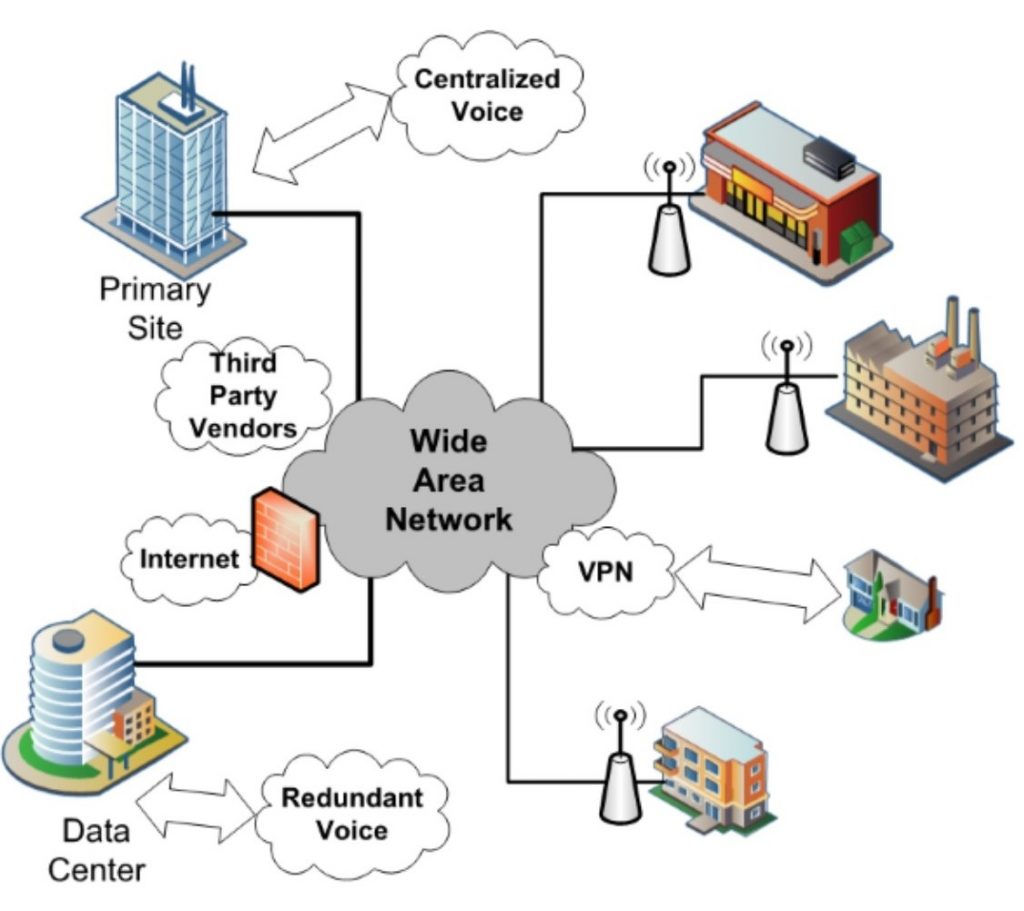 Centralized
Voice
Primary
Site
Third
Party
Vendors
Wide
Area
Network
Internet
VPN
Redundant
Voice
Data
Center